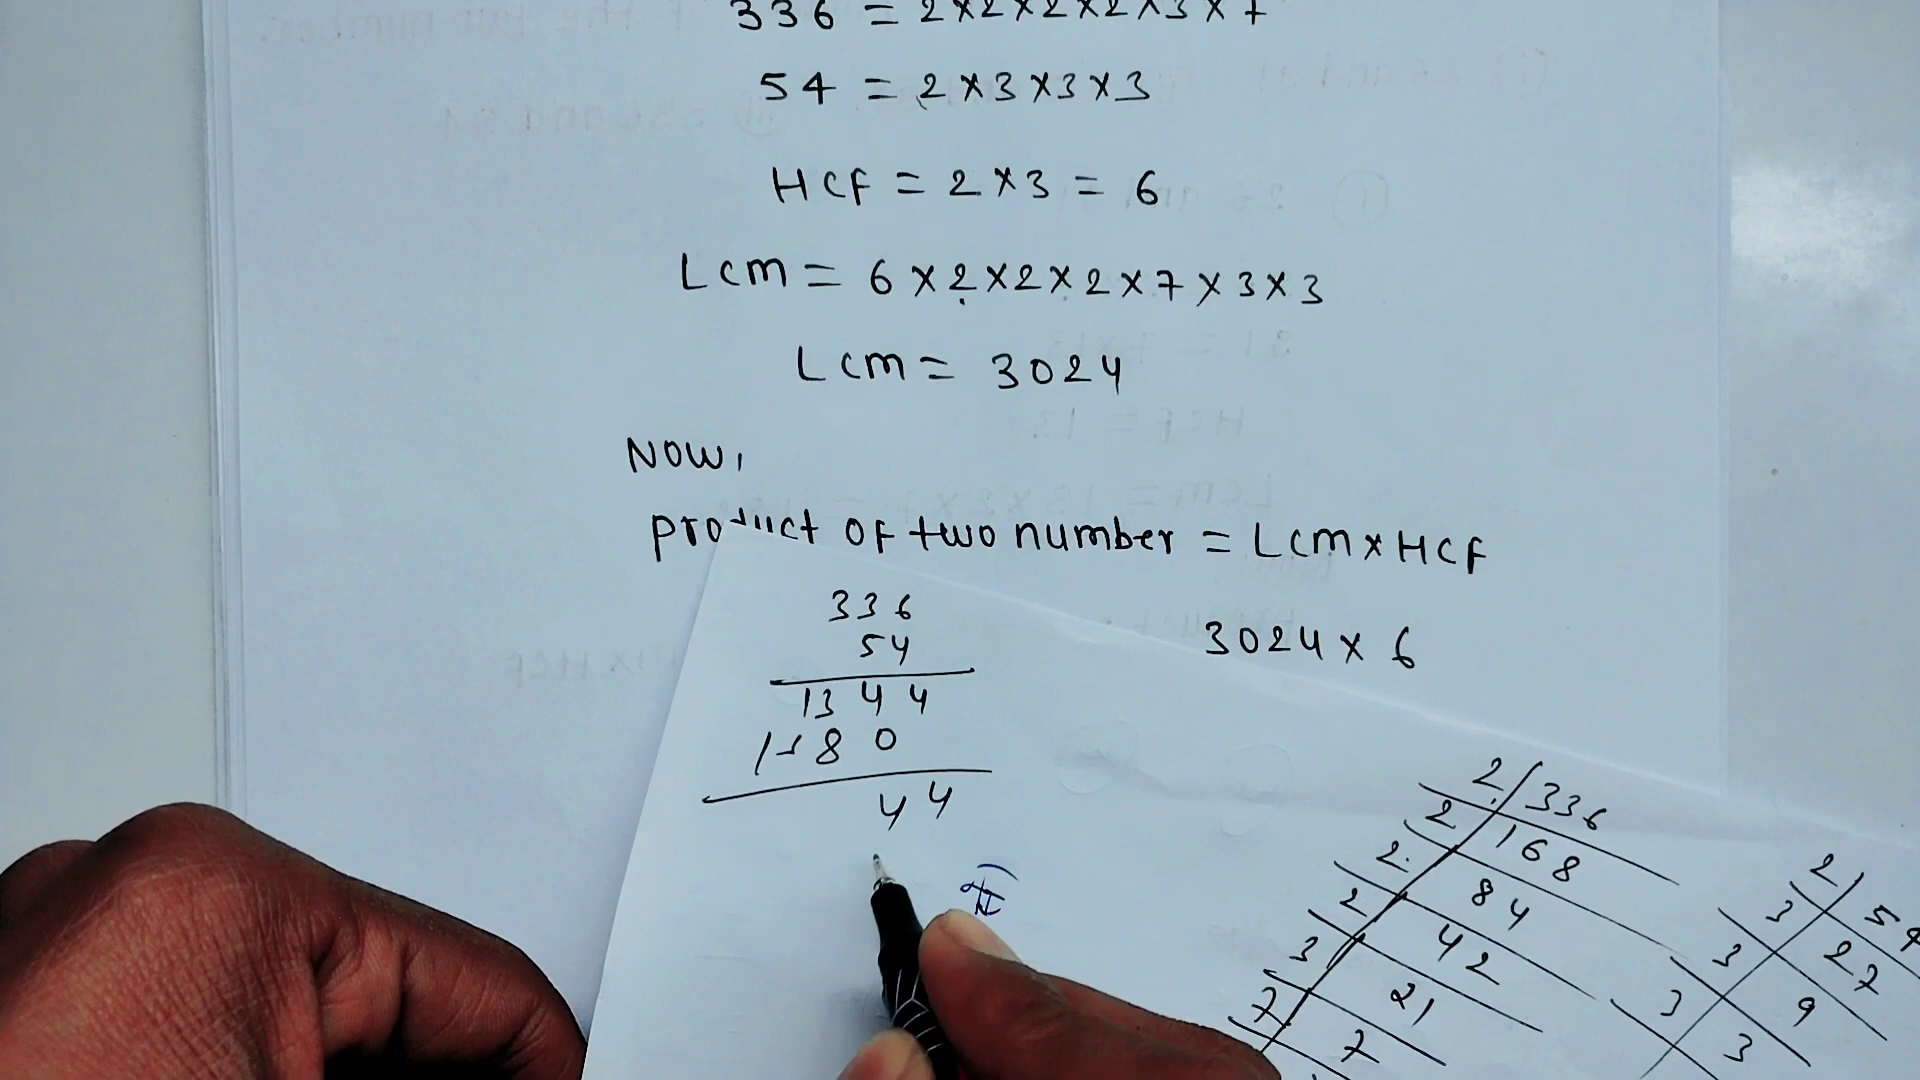 336 = 2×2×2×2×3×7
54 = 2×3×3×3
HCF = 2×3 = 6
Lcm = 6×2×2×2×7×3×3
Lcm = 3024
NOW,
product of two number = Lcm×HCF
3024×6
336
54
1344
80
44
2 336
2 168
2 84
2 42
3 21
7 7
2 54
3 27
3 9
3 3